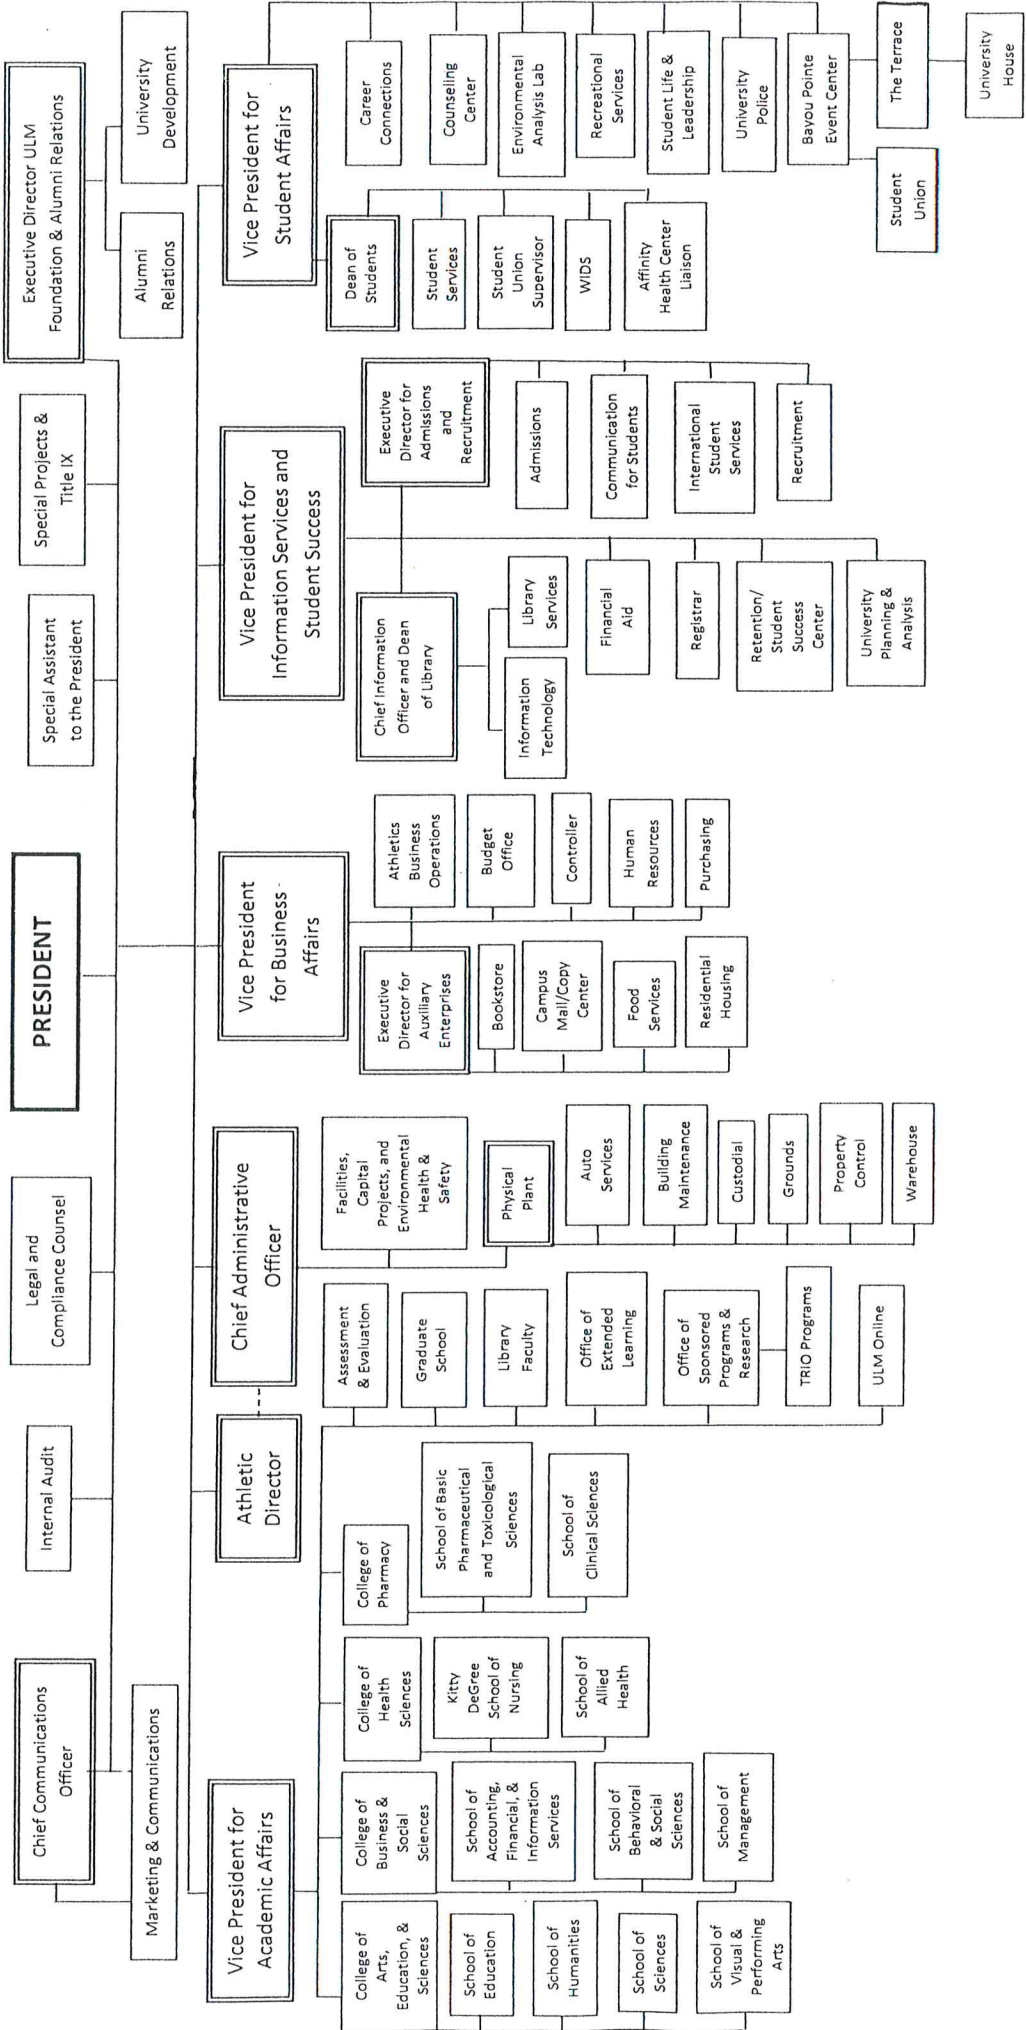 PRESIDENT
Chief Communications
Officer
Marketing & Communications
Internal Audit
Legal and
Compliance Counsel
Special Assistant
to the President
Special Projects &
Title IX
Executive Director ULM
Foundation & Alumni Relations
Alumni
Relations
University
Development
Vice President for
Academic Affairs
College of
Arts,
Education, &
Sciences
School of
Education
School of
Humanities
School of
Sciences
School of
Visual &
Performing
Arts
College of
Business &
Social
Sciences
School of
Accounting,
Financial, &
Information
Services
School of
Behavioral
& Social
Sciences
School of
Management
College of
Health
Sciences
Kitty
DeGree
School of
Nursing
School of
Allied
Health
College of
Pharmacy
School of Basic
Pharmaceutical
and Toxicological
Sciences
School of
Clinical Sciences
Assessment
& Evaluation
Graduate
School
Library
Faculty
Office of
Extended
Learning
Office of
Sponsored
Programs &
Research
TRIO Programs
ULM Online
Athletic
Director
Chief Administrative
Officer
Facilities,
Capital
Projects, and
Environmental
Health &
Safety
Physical
Plant
Auto
Services
Building
Maintenance
Custodial
Grounds
Property
Control
Warehouse
Vice President
for Business
Affairs
Executive
Director for
Auxiliary
Enterprises
Bookstore
Campus
Mail/Copy
Center
Food
Services
Residential
Housing
Athletics
Business
Operations
Budget
Office
Controller
Human
Resources
Purchasing
Vice President for
Information Services and
Student Success
Chief Information
Officer and Dean
of Library
Information
Technology
Library
Services
Financial
Aid
Registrar
Retention/
Student
Success
Center
University
Planning &
Analysis
Executive
Director for
Admissions
and
Recruitment
Admissions
Communication
for Students
International
Student
Services
Recruitment
Vice President for
Student Affairs
Dean of
Students
Student
Services
Student
Union
Supervisor
WIDS
Affinity
Health Center
Liaison
Career
Connections
Counseling
Center
Environmental
Analysis Lab
Recreational
Services
Student Life &
Leadership
University
Police
Bayou Pointe
Event Center
Student
Union
The Terrace
University
House